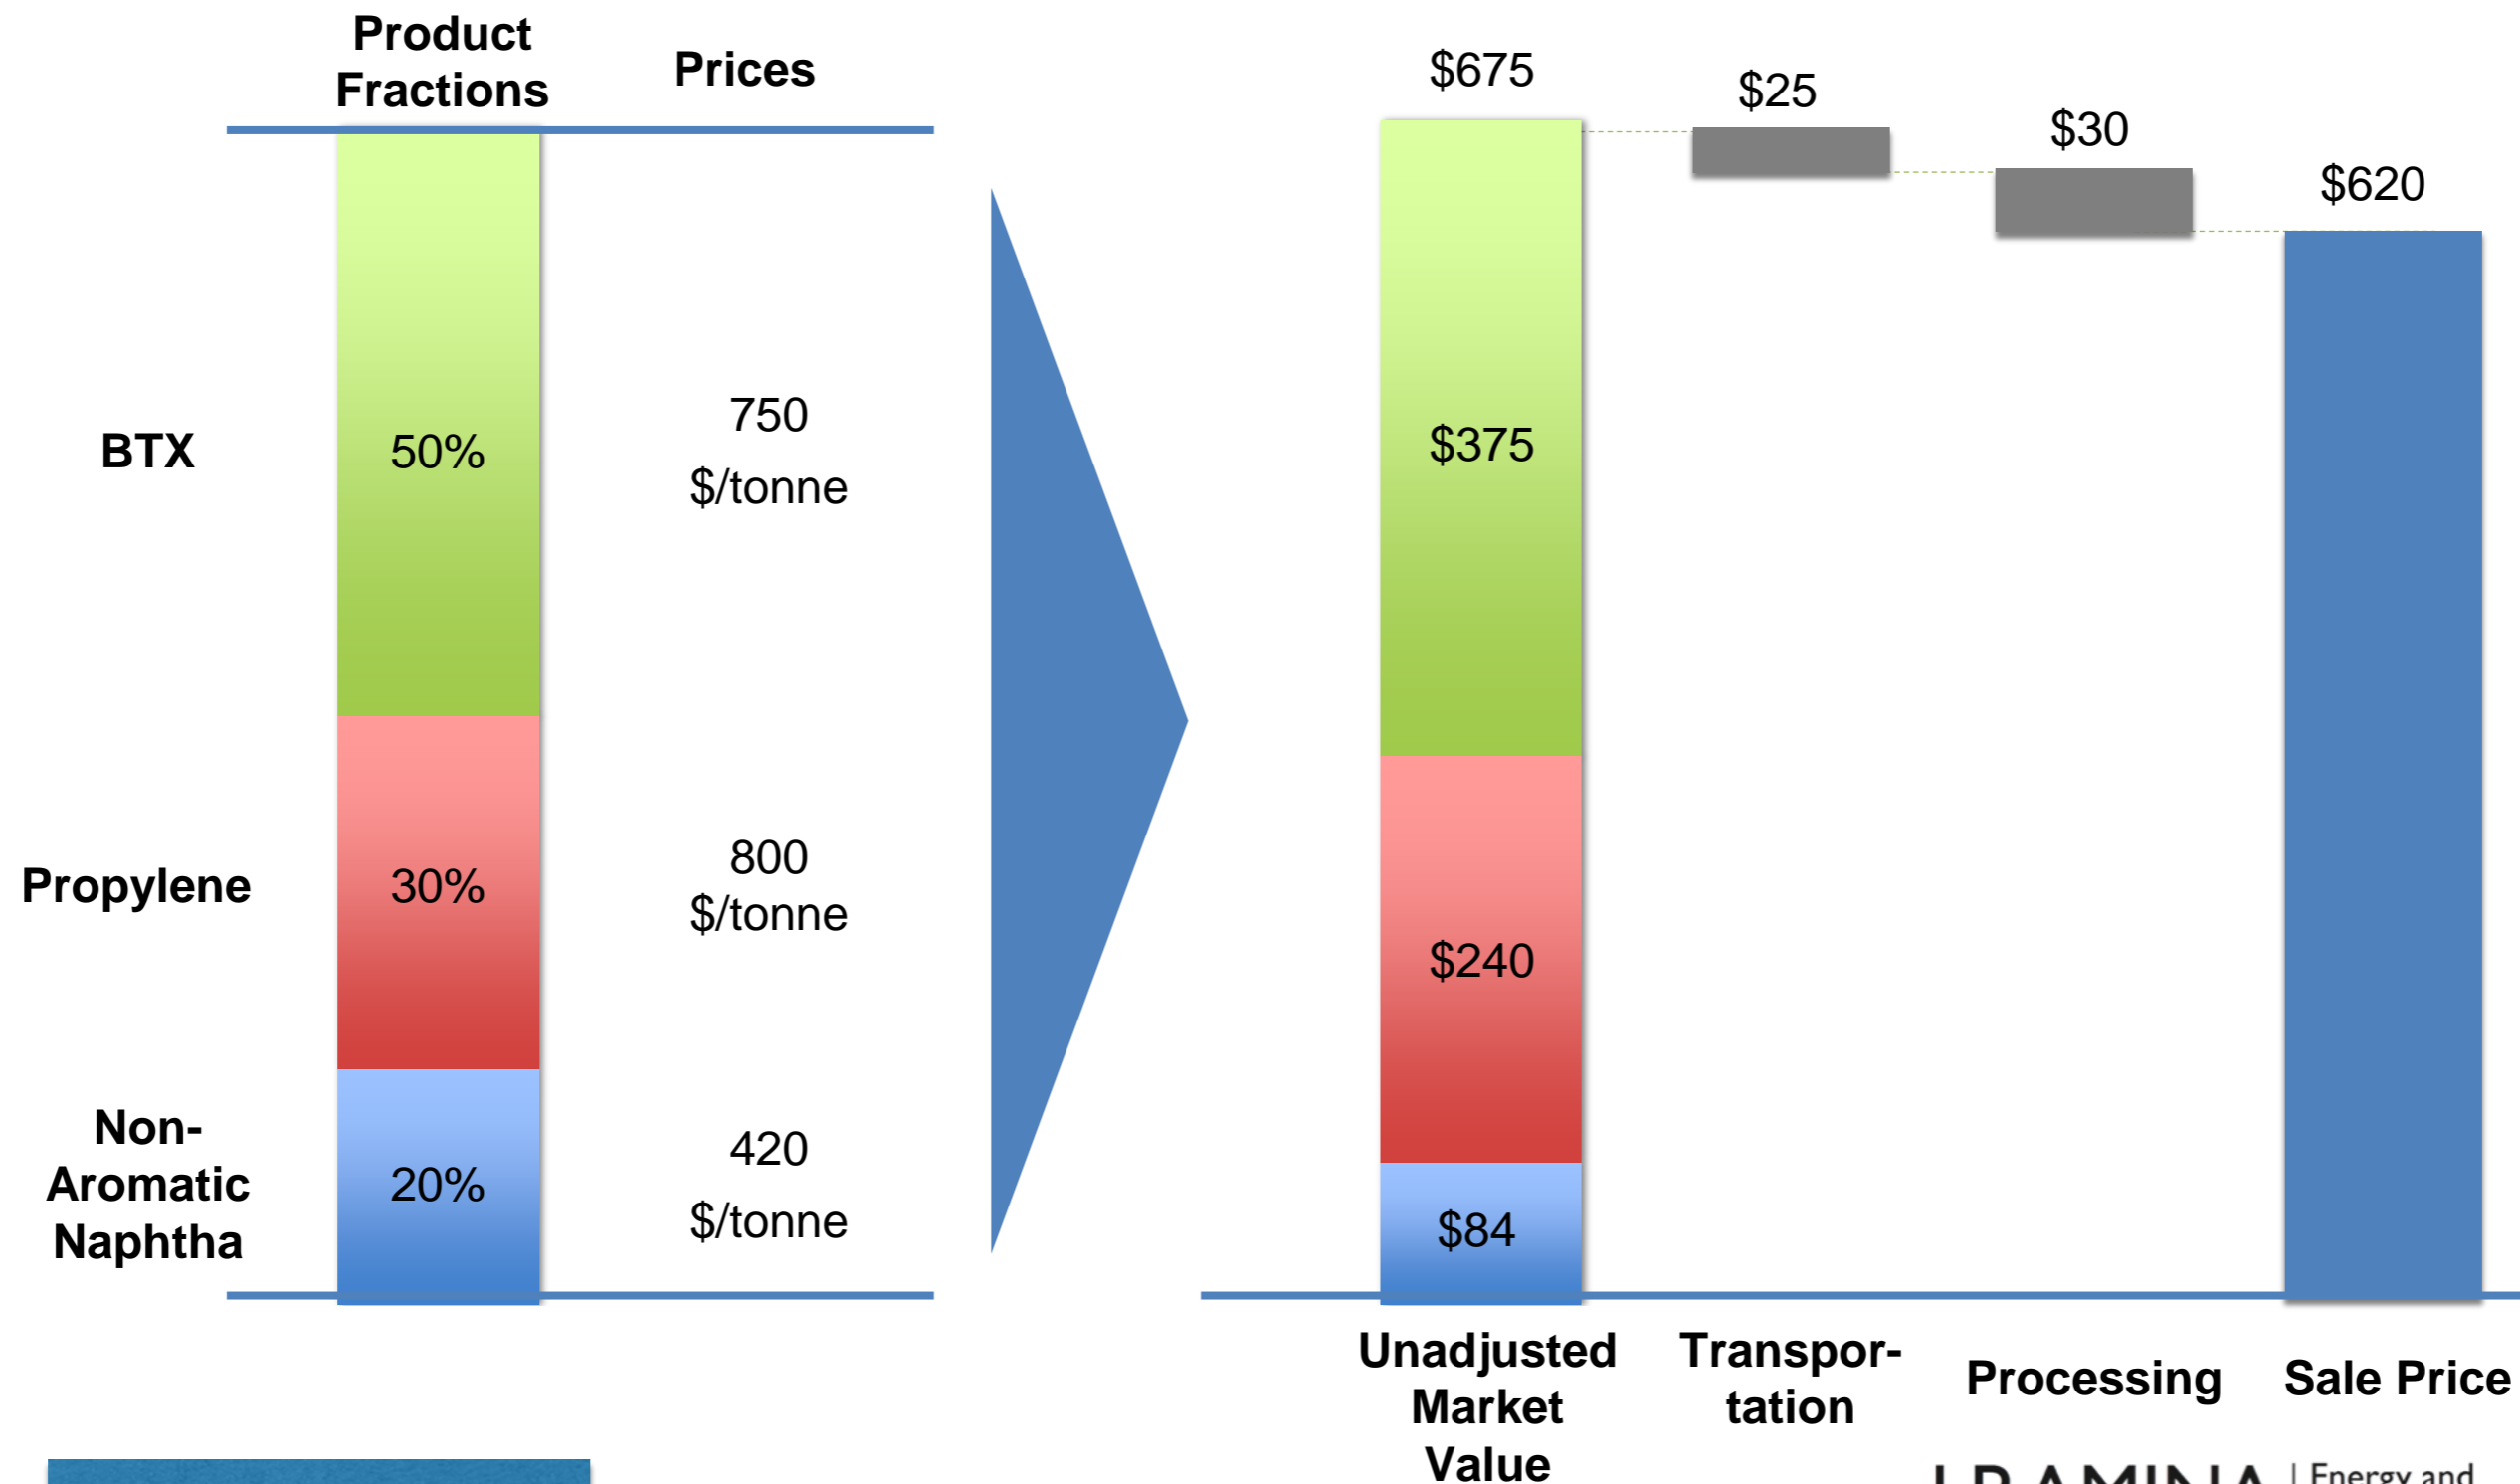 Product
Fractions
Prices
BTX
50%
750
$/tonne
Propylene
30%
800
$/tonne
Non-
Aromatic
Naphtha
20%
420
$/tonne
$675
$25
$30
$620
$375
$240
$84
Unadjusted
Market
Value
Transpor-
tation
Processing
Sale Price
AMINA
Energy and